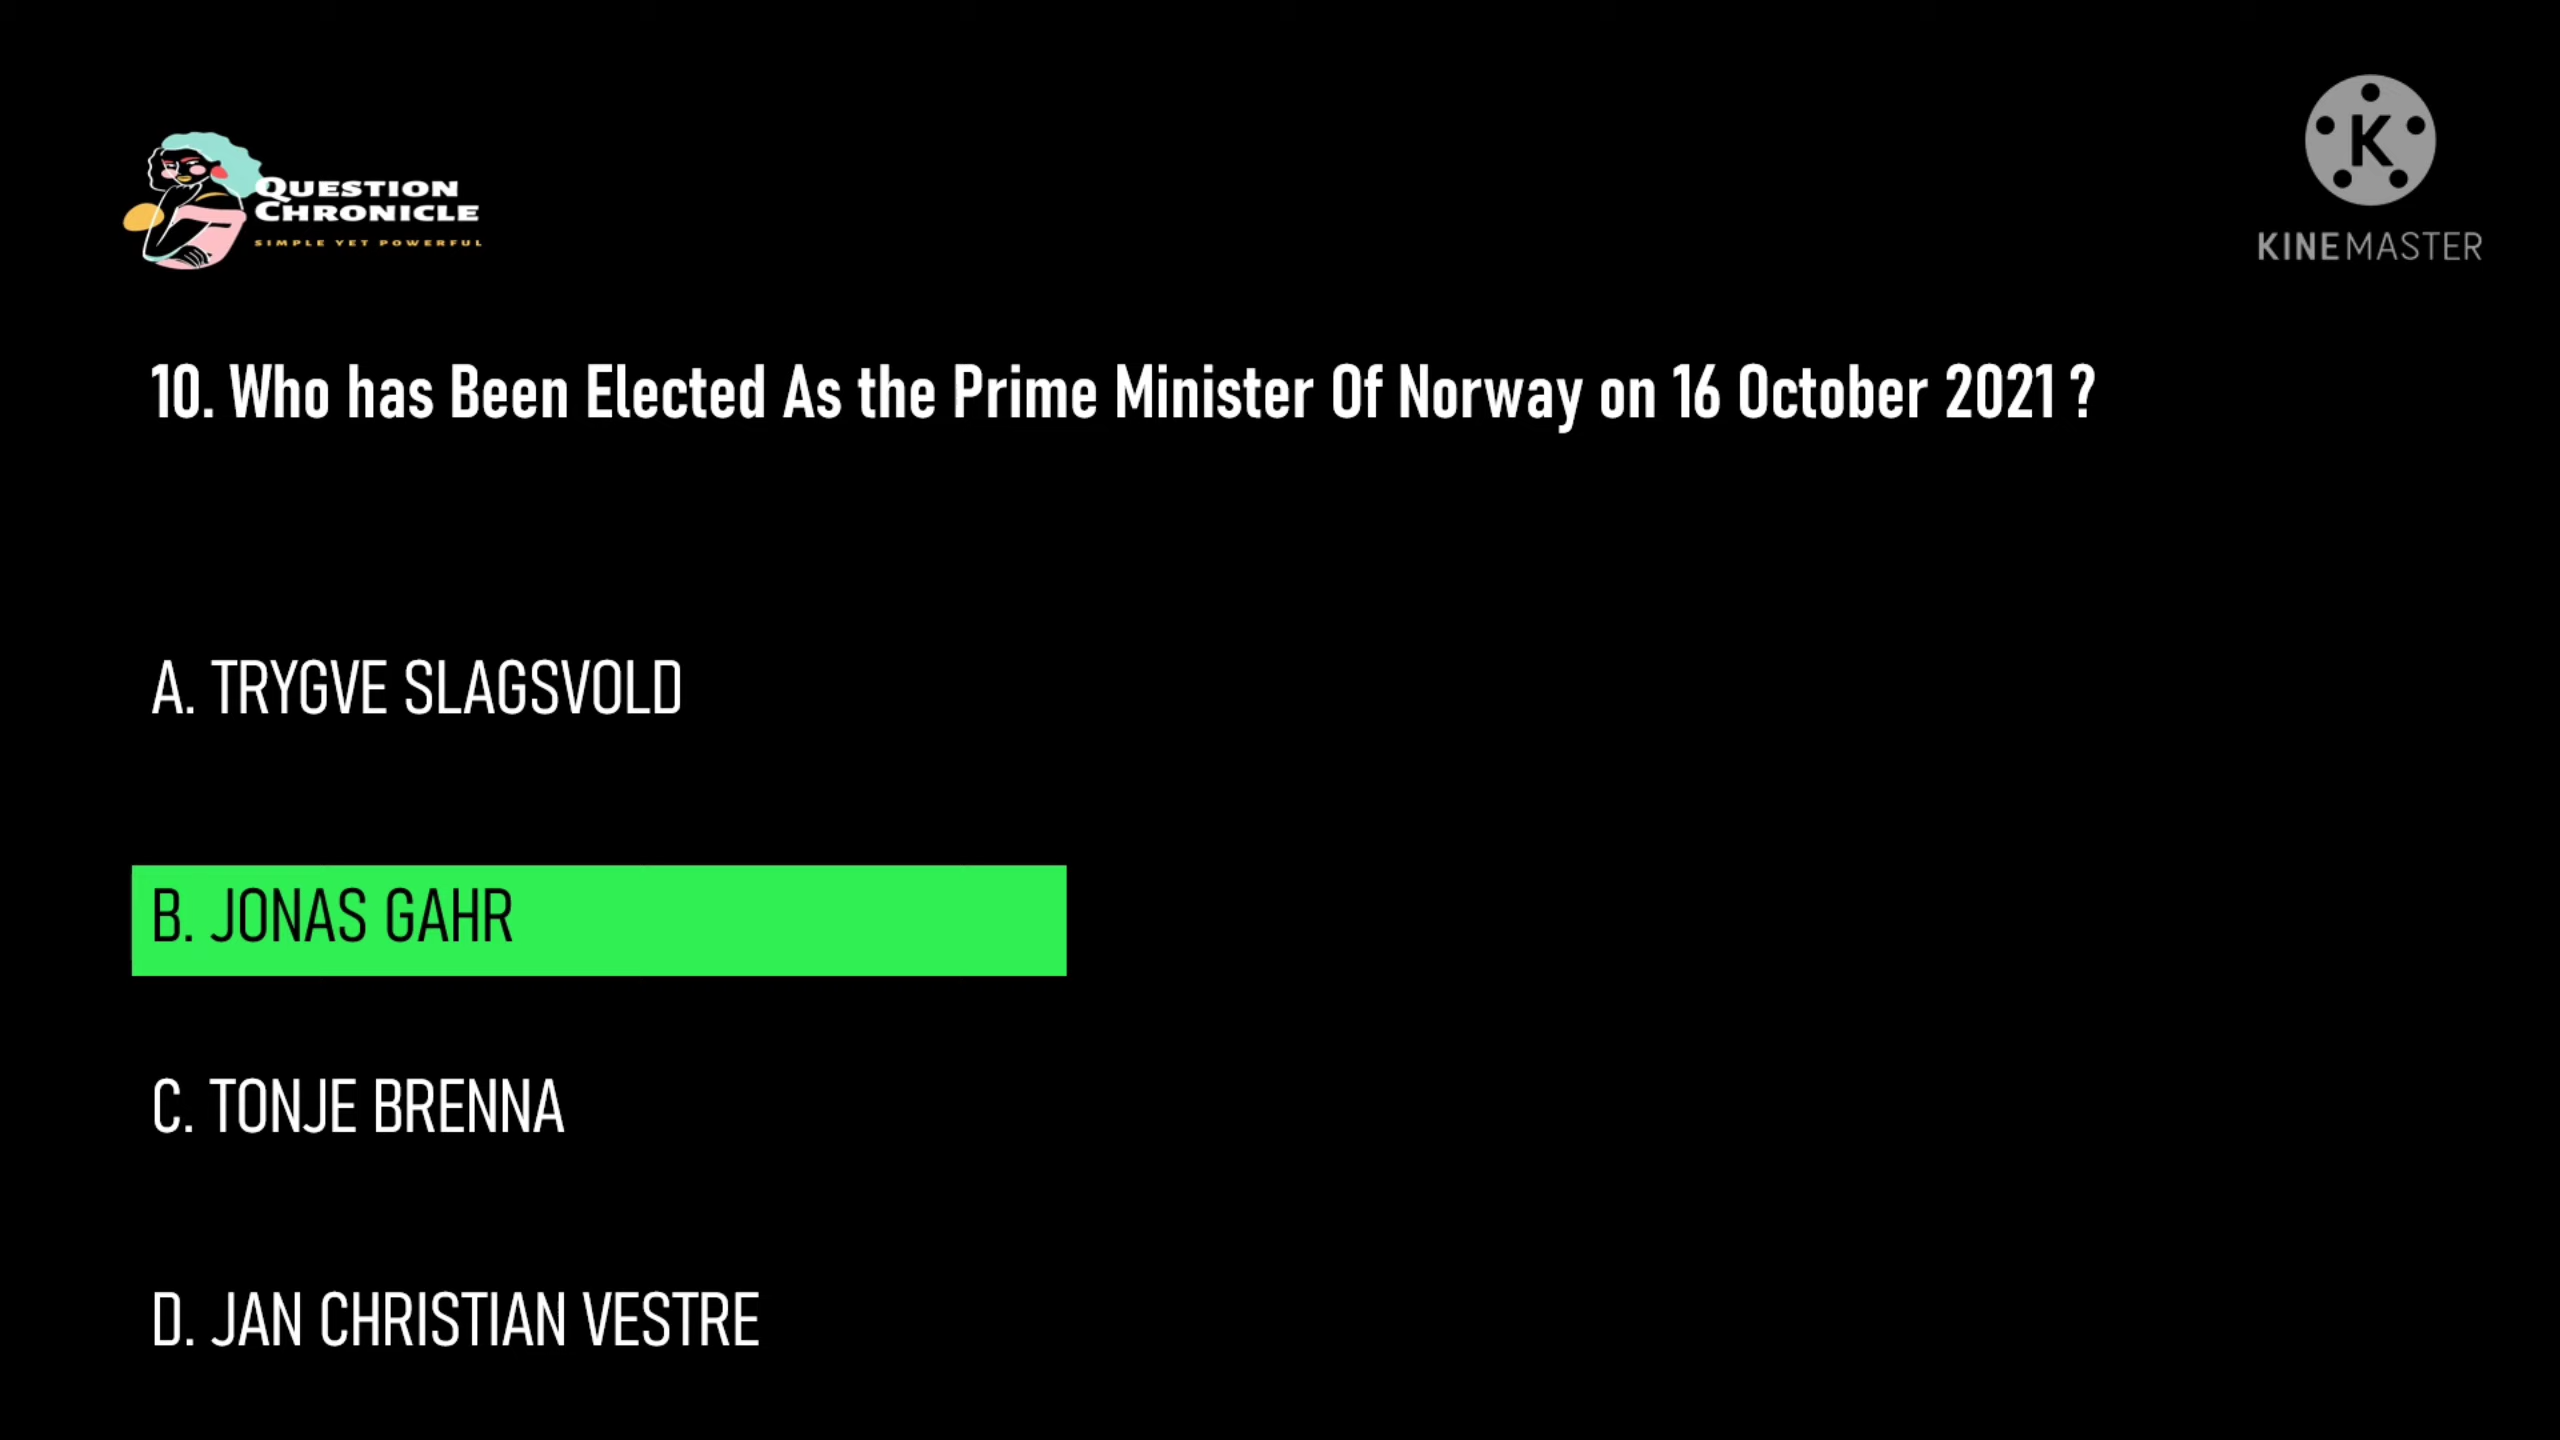 QUESTION
CHRONICLE
SIMPLE YET POWERFUL
K
KINEMASTER
10. Who has Been Elected As the Prime Minister Of Norway on 16 October 2021 ?
A. TRYGVE SLAGSVOLD
B. JONAS GAHR
C. TONJE BRENNA
D. JAN CHRISTIAN VESTRE